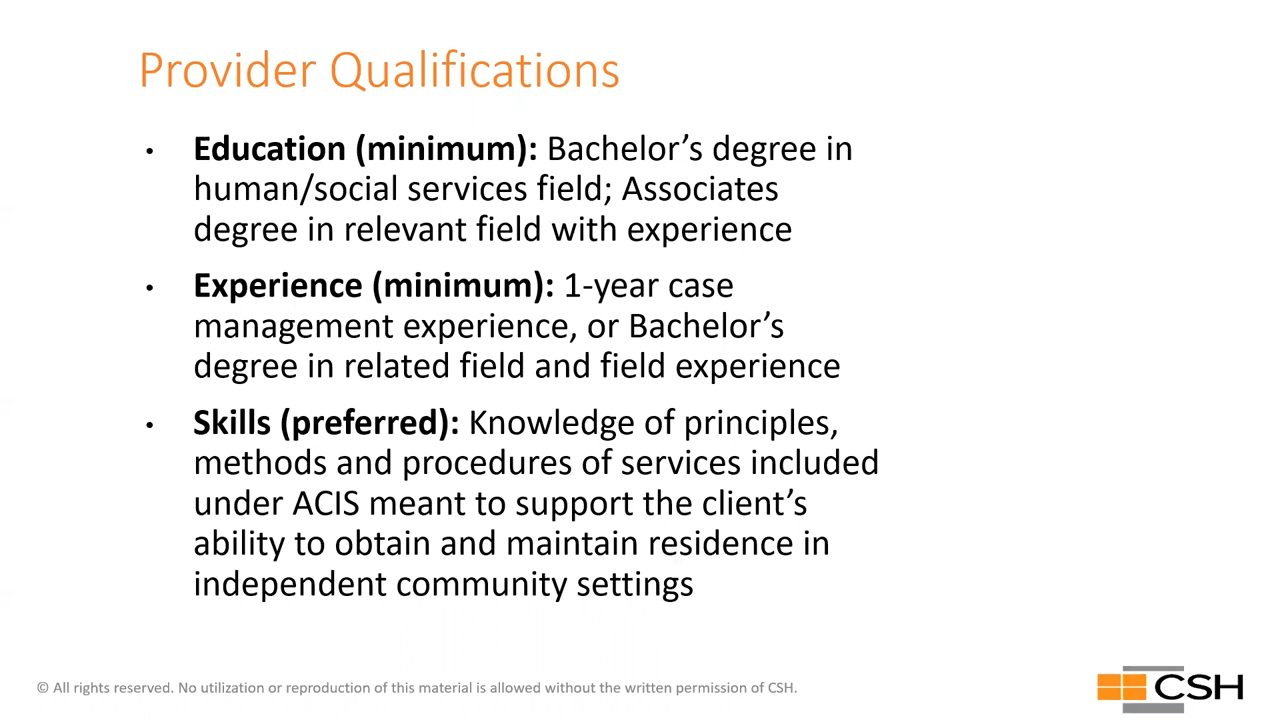 Provider Qualifications
• Education (minimum): Bachelor’s degree in
human/social services field; Associates
degree in relevant field with experience
• Experience (minimum): 1-year case
management experience, or Bachelor’s
degree in related field and field experience
• Skills (preferred): Knowledge of principles,
methods and procedures of services included
under ACIS meant to support the client’s
ability to obtain and maintain residence in
independent community settings
© All rights reserved. No utilization or reproduction of this material is allowed without the written permission of CSH.
CSH